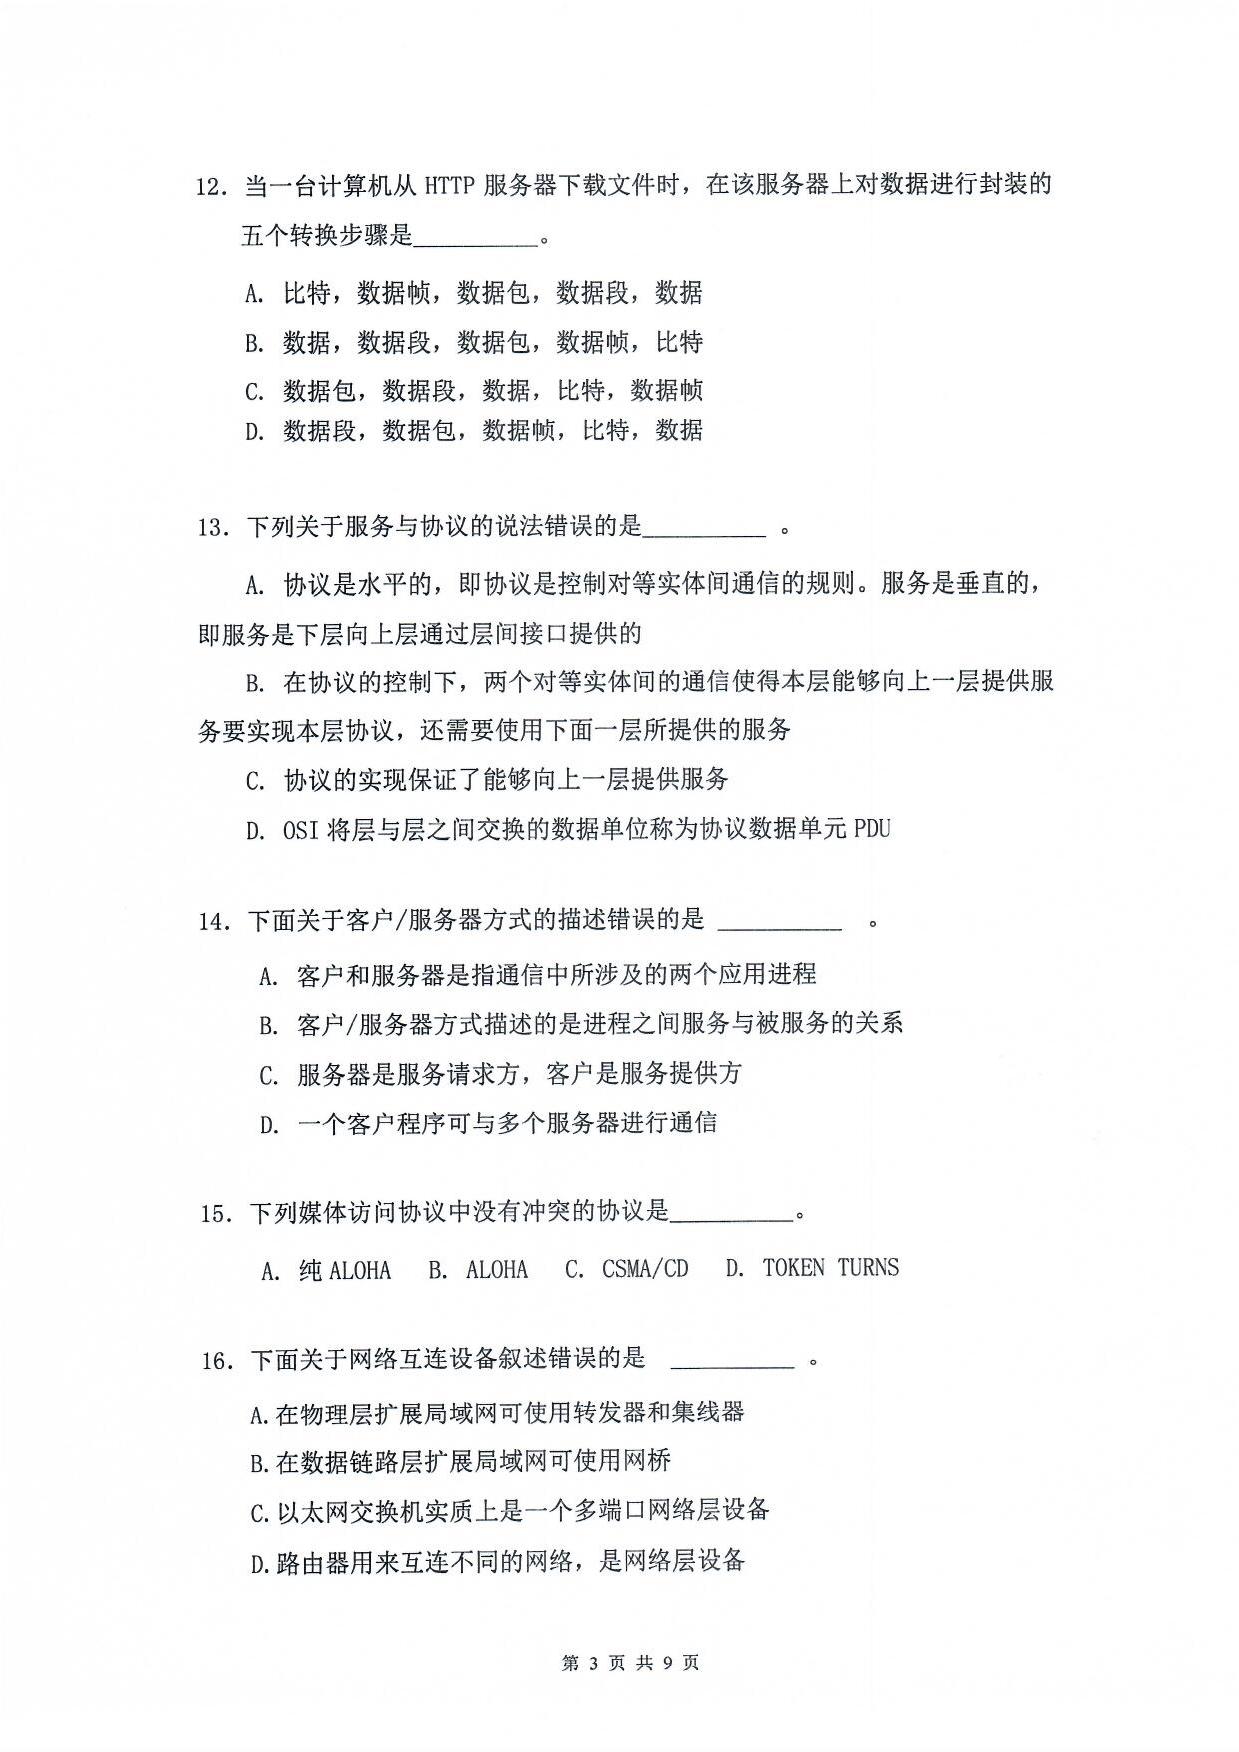 12. 当一台计算机从 HTTP 服务器下载文件时，在该服务器上对数据进行封装的
五个转换步骤是__________。
A. 比特，数据帧，数据包，数据段，数据
B. 数据，数据段，数据包，数据帧，比特
C. 数据包，数据段，数据，比特，数据帧
D. 数据段，数据包，数据帧，比特，数据
13. 下列关于服务与协议的说法错误的是__________ 。
A. 协议是水平的，即协议是控制对等实体间通信的规则。服务是垂直的，
即服务是下层向上层通过层间接口提供的
B. 在协议的控制下，两个对等实体间的通信使得本层能够向上一层提供服
务要实现本层协议，还需要使用下面一层所提供的服务
C. 协议的实现保证了能够向上一层提供服务
D. OSI 将层与层之间交换的数据单位称为协议数据单元 PDU
14. 下面关于客户/服务器方式的描述错误的是 __________ 。
A. 客户和服务器是指通信中所涉及的两个应用进程
B. 客户/服务器方式描述的是进程之间服务与被服务的关系
C. 服务器是服务请求方，客户是服务提供方
D. 一个客户程序可与多个服务器进行通信
15. 下列媒体访问协议中没有冲突的协议是__________。
A. 纯 ALOHA B. ALOHA C. CSMA/CD D. TOKEN TURNS
16. 下面关于网络互连设备叙述错误的是 __________ 。
A.在物理层扩展局域网可使用转发器和集线器
B.在数据链路层扩展局域网可使用网桥
C.以太网交换机实质上是一个多端口网络层设备
D.路由器用来互连不同的网络，是网络层设备
第 3 页 共 9 页